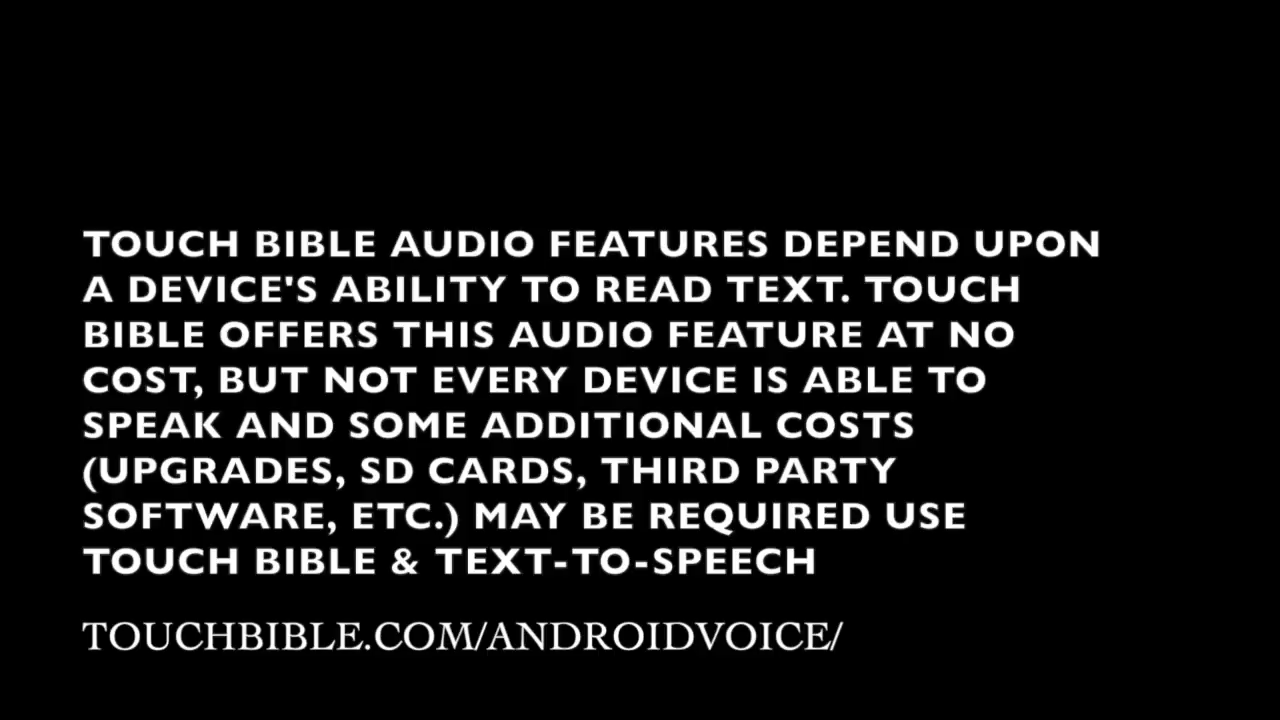 TOUCH BIBLE AUDIO FEATURES DEPEND UPON
A DEVICE'S ABILITY TO READ TEXT. TOUCH
BIBLE OFFERS THIS AUDIO FEATURE AT NO
COST, BUT NOT EVERY DEVICE IS ABLE TO
SPEAK AND SOME ADDITIONAL COSTS
(UPGRADES, SD CARDS, THIRD PARTY
SOFTWARE, ETC.) MAY BE REQUIRED USE
TOUCH BIBLE & TEXT-TO-SPEECH
TOUCHBIBLE.COM/ANDROIDVOICE/